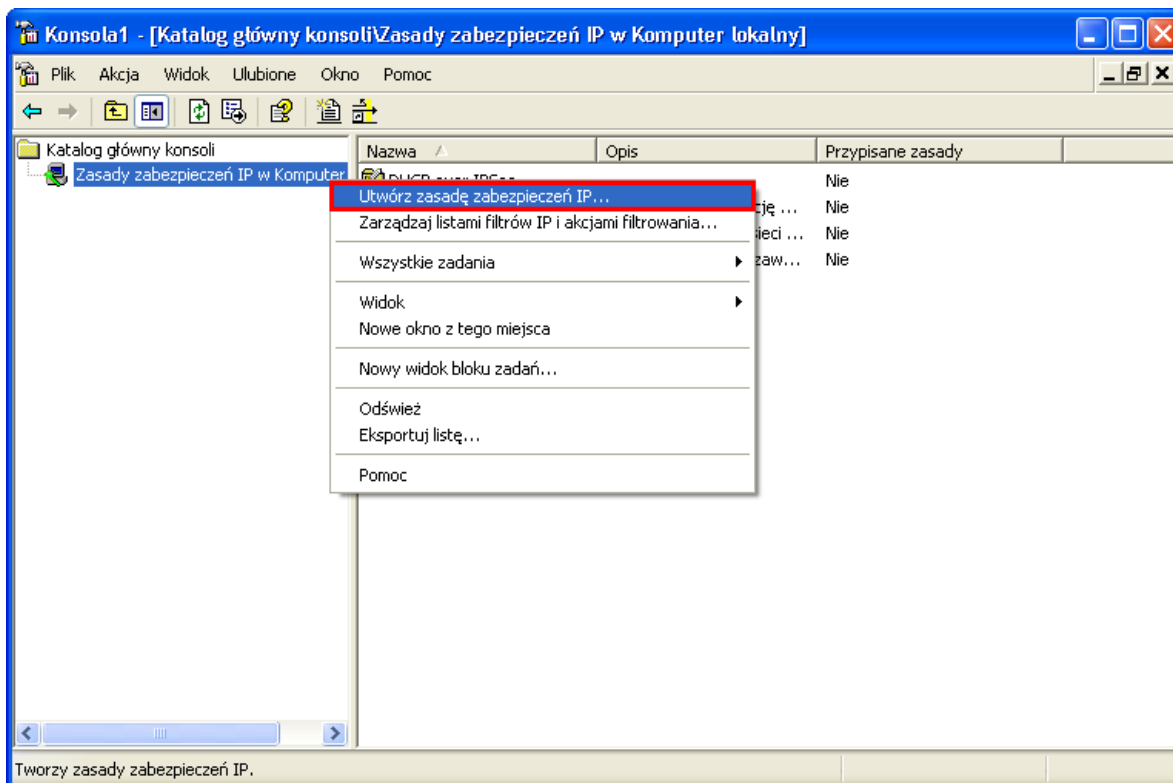 Konsola1 - [Katalog główny konsoli\Zasady zabezpieczeń IP w Komputer lokalny]
Plik Akcja Widok Ulubione Okno Pomoc
Katalog główny konsoli
Zasady zabezpieczeń IP w Komputer
Nazwa Opis Przypisane zasady
Nie
cję ... Nie
sieci ... Nie
zaw... Nie
Utwórz zasadę zabezpieczeń IP...
Zarządzaj listami filtrów IP i akcjami filtrowania...
Wszystkie zadania
Widok
Nowe okno z tego miejsca
Nowy widok bloku zadań...
Odśwież
Eksportuj listę...
Pomoc
Tworzy zasady zabezpieczeń IP.